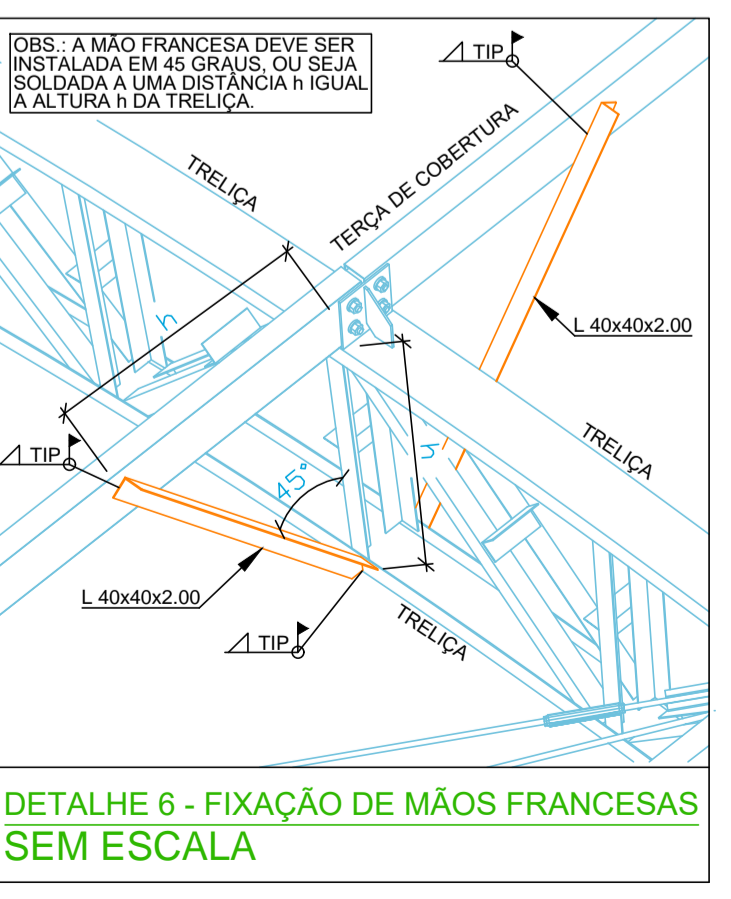 OBS.: A MÃO FRANCESA DEVE SER
INSTALADA EM 45 GRAUS, OU SEJA
SOLDADA A UMA DISTÂNCIA h IGUAL
A ALTURA h DA TRELIÇA.
TIP
TRELIÇA
TERÇA DE COBERTURA
h
L 40x40x2.00
TRELIÇA
h
TIP
45°
L 40x40x2.00
TRELIÇA
TIP
DETALHE 6 - FIXAÇÃO DE MÃOS FRANCESAS
SEM ESCALA